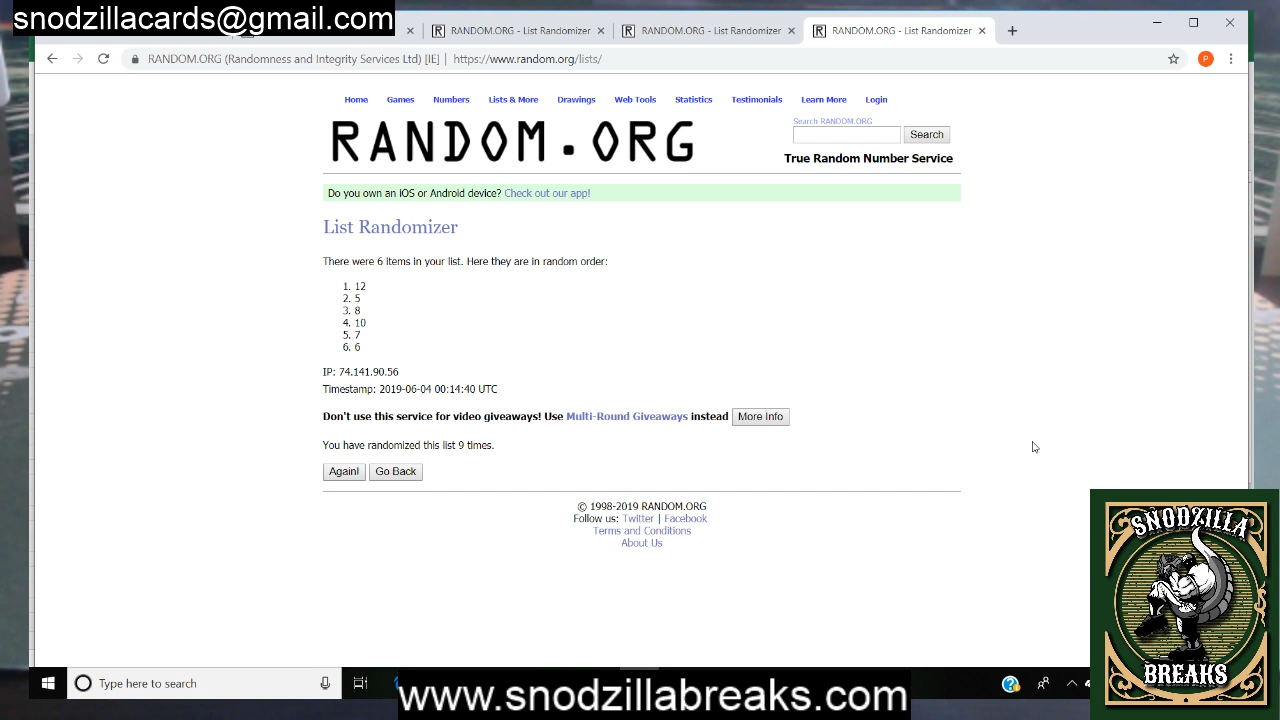 snodzillacards@gmail.com
RANDOM.ORG - List Randomizer
RANDOM.ORG - List Randomizer
RANDOM.ORG - List Randomizer
RANDOM.ORG (Randomness and Integrity Services Ltd) [IE] | https://www.random.org/lists/
P
Home Games Numbers Lists & More Drawings Web Tools Statistics Testimonials Learn More Login
Search RANDOM.ORG
RANDOM.ORG
Search
True Random Number Service
Do you own an iOS or Android device? Check out our app!
List Randomizer
There were 6 items in your list. Here they are in random order:
1. 12
2. 5
3. 8
4. 10
5. 7
6. 6
IP: 74.141.90.56
Timestamp: 2019-06-04 00:14:40 UTC
Don't use this service for video giveaways! Use Multi-Round Giveaways instead More Info
You have randomized this list 9 times.
Again! Go Back
© 1998-2019 RANDOM.ORG
Follow us: Twitter | Facebook
Terms and Conditions
About Us
SNODZILLA
BREAKS
Type here to search
www.snodzillabreaks.com